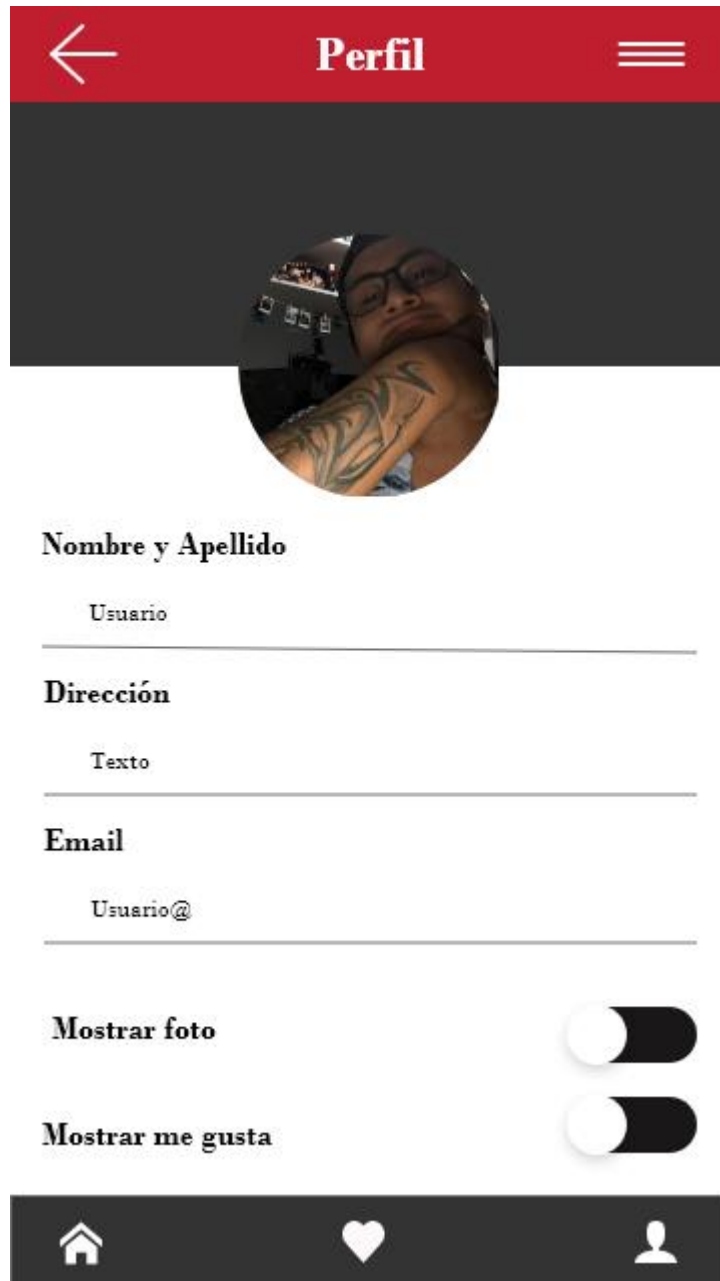 Perfil
Nombre y Apellido
Usuario
Dirección
Texto
Email
Usuario@
Mostrar foto
Mostrar me gusta